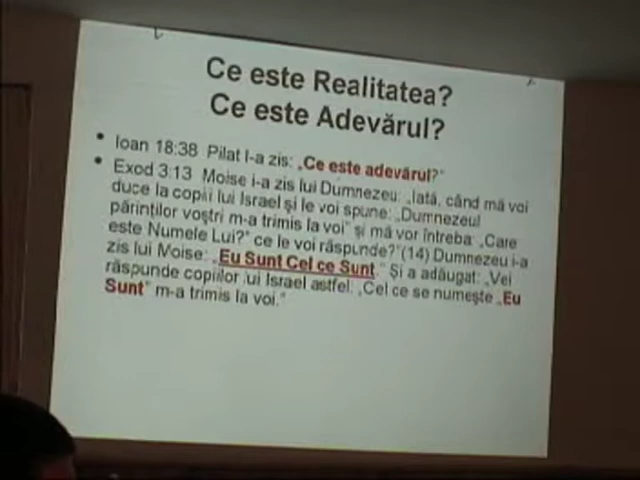 Ce este Realitatea?
Ce este Adevărul?
• Ioan 18:38 Pilat I-a zis: „Ce este adevărul?”
• Exod 3:13 Moise i-a zis lui Dumnezeu: „Iată, când mă voi
duce la copiii lui Israel şi le voi spune: „Dumnezeul
părinţilor voştri m-a trimis la voi” şi mă vor întreba: „Care
este Numele Lui?” ce le voi răspunde?”(14) Dumnezeu i-a
zis lui Moise: „Eu Sunt Cel ce Sunt.” Şi a adăugat: „Vei
răspunde copiilor lui Israel astfel: „Cel ce se numeşte „Eu
Sunt” m-a trimis la voi.”